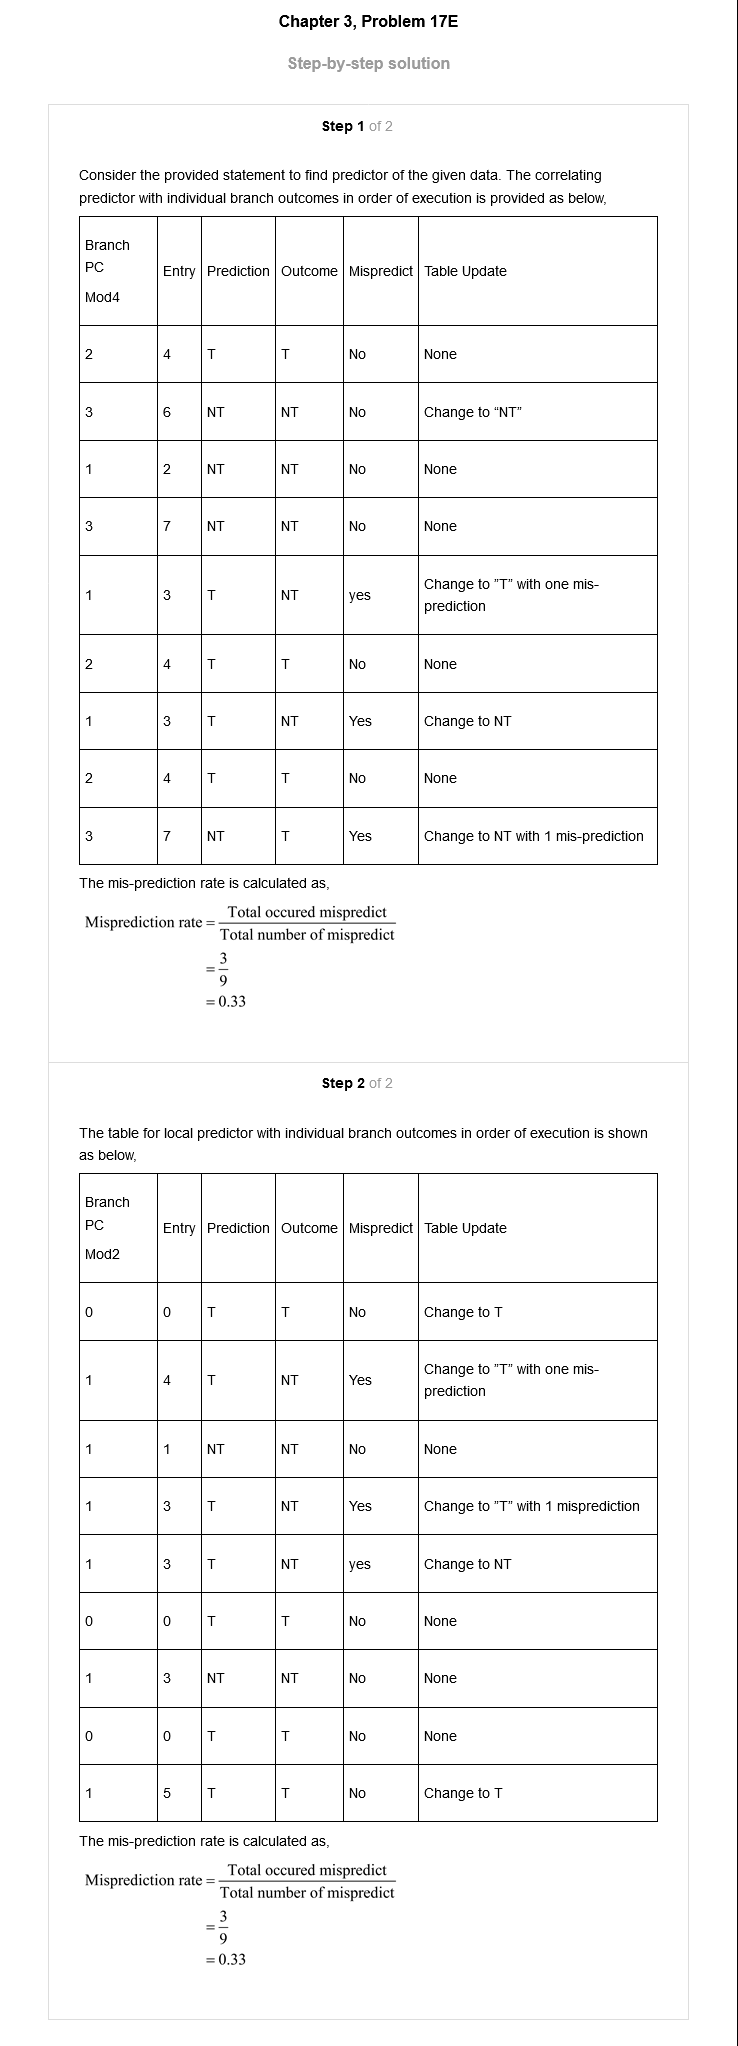 Chapter 3, Problem 17E
Step-by-step solution
Step 1 of 2
Consider the provided statement to find predictor of the given data. The correlating
predictor with individual branch outcomes in order of execution is provided as below,
Branch
PC
Mod4
Entry Prediction Outcome Mispredict Table Update
2 4 T T No None
3 6 NT NT No Change to “NT”
1 2 NT NT No None
3 7 NT NT No None
1 3 T NT yes Change to ”T” with one mis-
prediction
2 4 T T No None
1 3 T NT Yes Change to NT
2 4 T T No None
3 7 NT T Yes Change to NT with 1 mis-prediction
The mis-prediction rate is calculated as,
Misprediction rate = Total occured mispredict
Total number of mispredict
= 3
9
= 0.33
Step 2 of 2
The table for local predictor with individual branch outcomes in order of execution is shown
as below,
Branch
PC
Mod2
Entry Prediction Outcome Mispredict Table Update
0 0 T T No Change to T
1 4 T NT Yes Change to ”T” with one mis-
prediction
1 1 NT NT No None
1 3 T NT Yes Change to ”T” with 1 misprediction
1 3 T NT yes Change to NT
0 0 T T No None
1 3 NT NT No None
0 0 T T No None
1 5 T T No Change to T
The mis-prediction rate is calculated as,
Misprediction rate = Total occured mispredict
Total number of mispredict
= 3
9
= 0.33